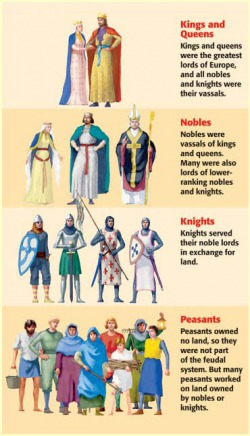 Kings and
Queens
Kings and queens
were the greatest
lords of Europe,
and all nobles
and knights were
their vassals.
Nobles
Nobles were
vassals of kings
and queens.
Many were also
lords of lower-
ranking nobles
and knights.
Knights
Knights served
their noble lords
in exchange for
land.
Peasants
Peasants owned
no land, so they
were not part
of the feudal
system. But many
peasants worked
on land owned
by nobles or
knights.